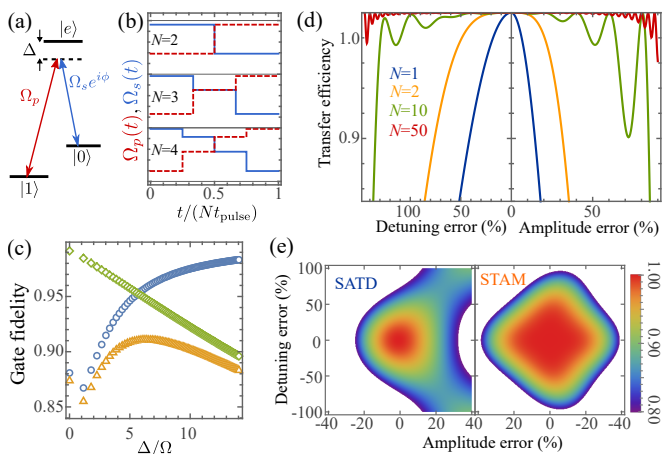 (a)
|e⟩
Δ
Ω_p
Ω_s e^{iϕ}
|0⟩
|1⟩
(b)
Ω_p(t), Ω_s(t)
N=2
N=3
N=4
0 0.5 1
t/(Nt_pulse)
(c)
Gate fidelity
0.95
0.90
0.85
0 5 10
Δ/Ω
(d)
Transfer efficiency
1.0
0.9
N=1
N=2
N=10
N=50
100 50 0 50
Detuning error (%) Amplitude error (%)
(e)
Detuning error (%)
100
50
0
-50
-100
SATD
STAM
-40 -20 0 20 40 20 0 -20 -40
Amplitude error (%)
1.00
0.90
0.80